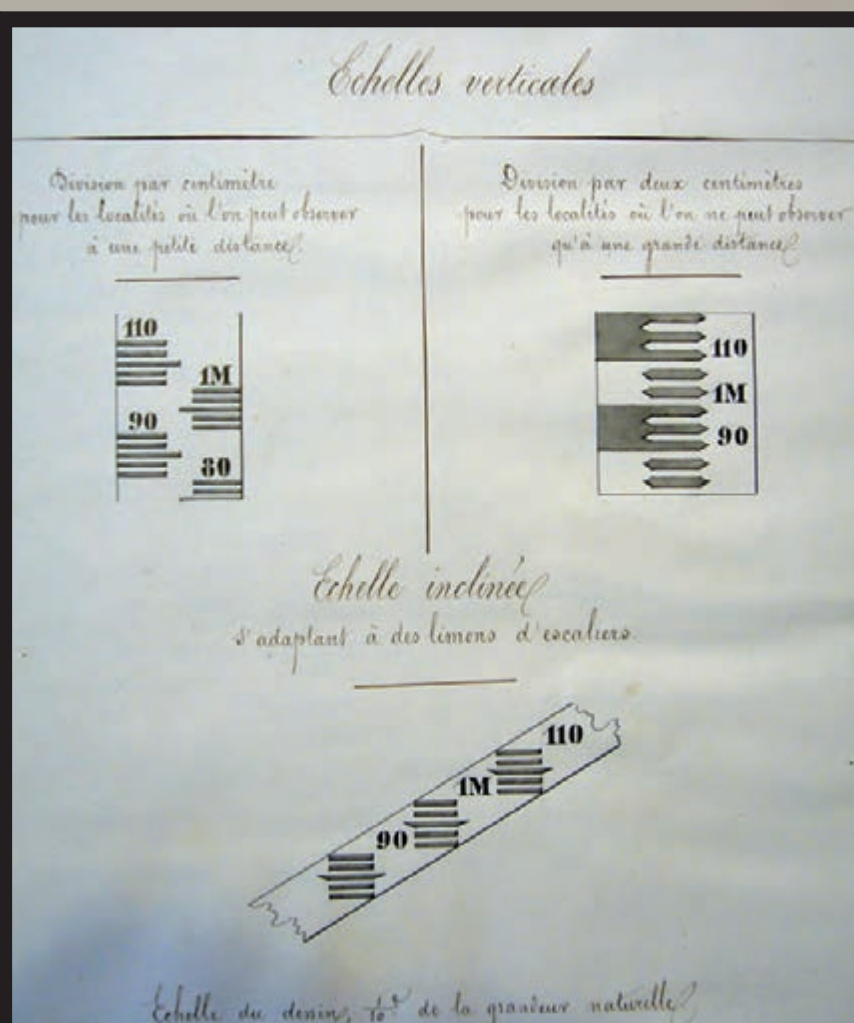 Echelles verticales
Division par centimètre
pour les localités où l'on peut observer
à une petite distance
110
1M
90
80
Division par deux centimètres
pour les localités où l'on ne peut observer
qu'à une grande distance
110
1M
90
Echelle inclinée
s'adaptant à des limons d'escaliers.
110
1M
90
Echelle du dessin, 1/10e de la grandeur naturelle